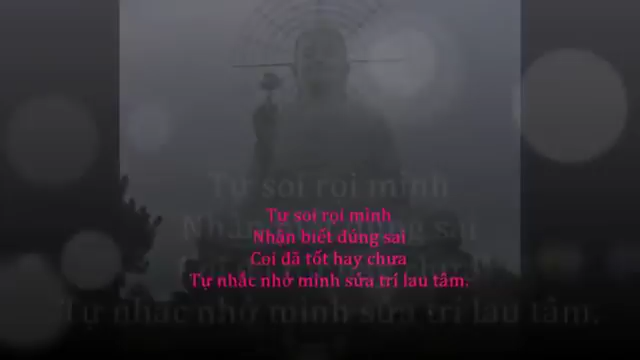 Tự soi rọi mình
Nhận biết đúng sai
Coi đã tốt hay chưa
Tự nhắc nhở mình sửa trí lau tâm.